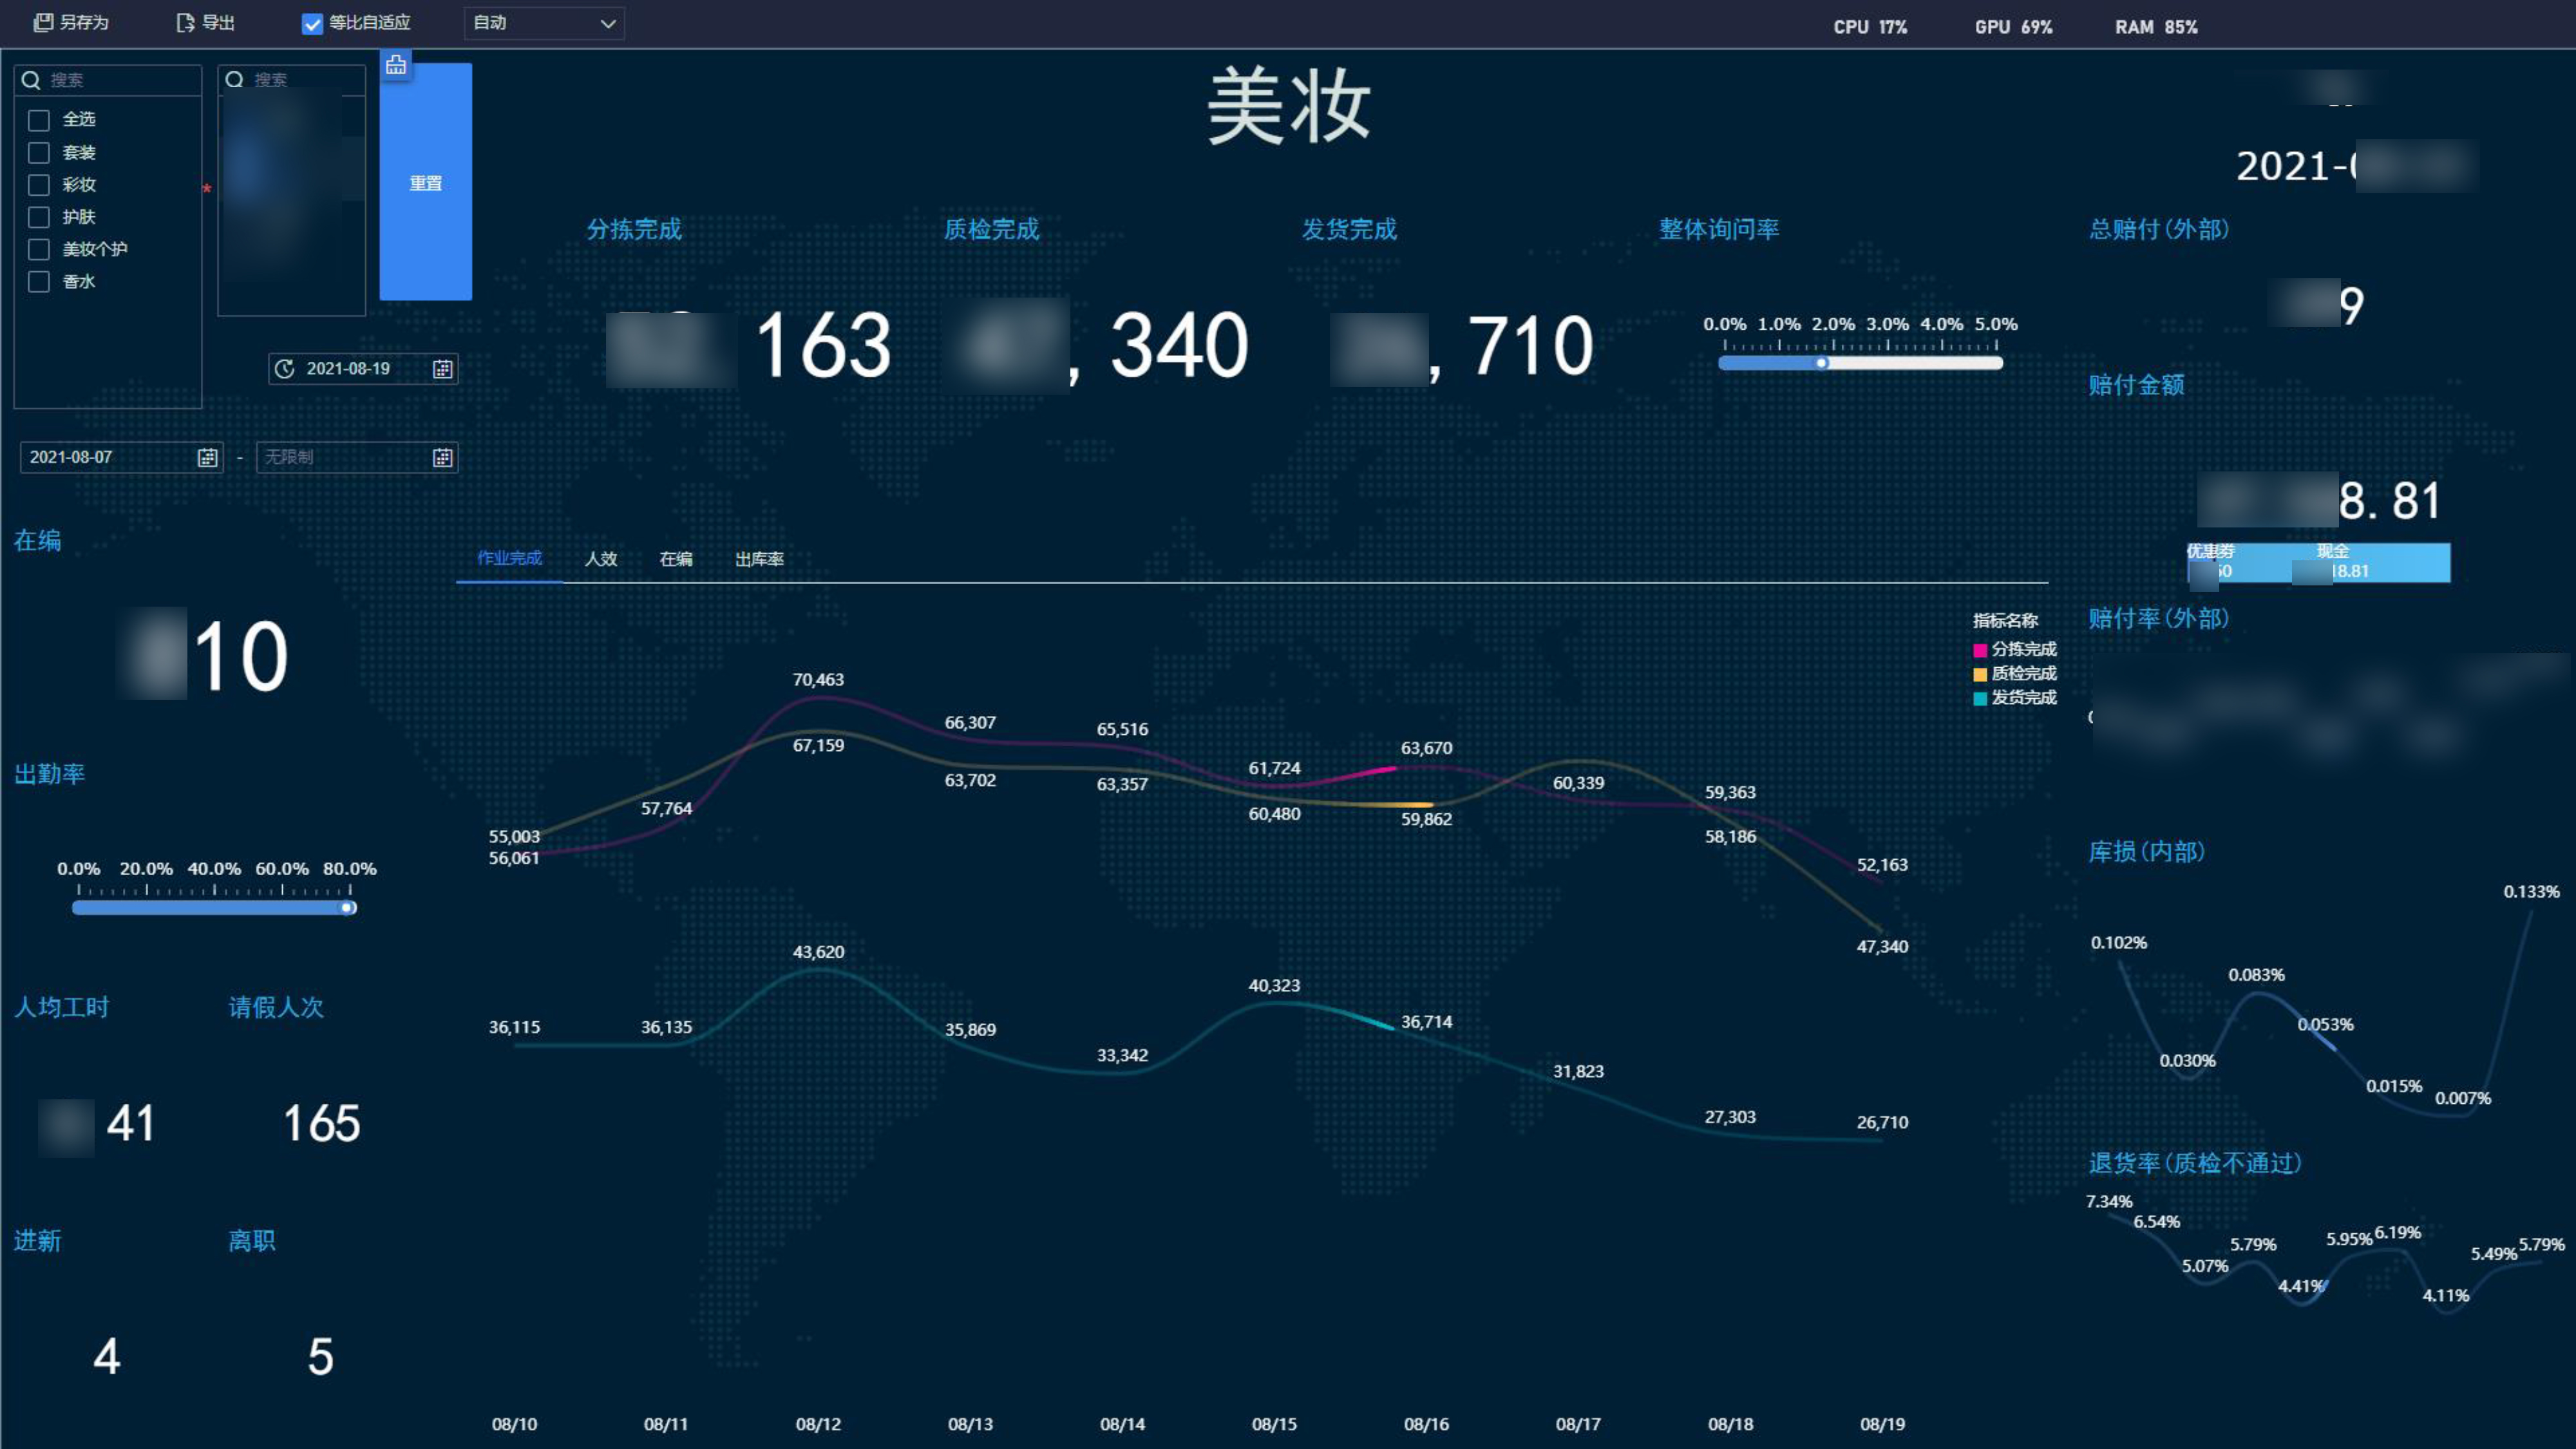 另存为 导出 等比自适应 自动 CPU 17% GPU 69% RAM 85%
搜索 搜索
全选
套装
彩妆
护肤
美妆个护
香水
*
重置
2021-08-19
2021-08-07 - 无限制
美妆
2021-
分拣完成 质检完成 发货完成 整体询问率 总赔付(外部)
163 , 340 , 710
0.0% 1.0% 2.0% 3.0% 4.0% 5.0%
9
赔付金额
8.81
优惠券 现金
50 18.81
赔付率(外部)
在编
10
出勤率
0.0% 20.0% 40.0% 60.0% 80.0%
人均工时 请假人次
41 165
进新 离职
4 5
作业完成 人效 在编 出库率
指标名称
分拣完成
质检完成
发货完成
70,463
66,307
65,516
61,724
63,670
67,159
63,702
63,357
60,480
59,862
60,339
59,363
58,186
57,764
55,003
56,061
52,163
47,340
36,115
36,135
43,620
35,869
33,342
40,323
36,714
31,823
27,303
26,710
08/10 08/11 08/12 08/13 08/14 08/15 08/16 08/17 08/18 08/19
库损(内部)
0.102%
0.030%
0.083%
0.053%
0.015%
0.007%
0.133%
退货率(质检不通过)
7.34%
6.54%
5.07%
5.79%
4.41%
5.95%
6.19%
4.11%
5.49%
5.79%